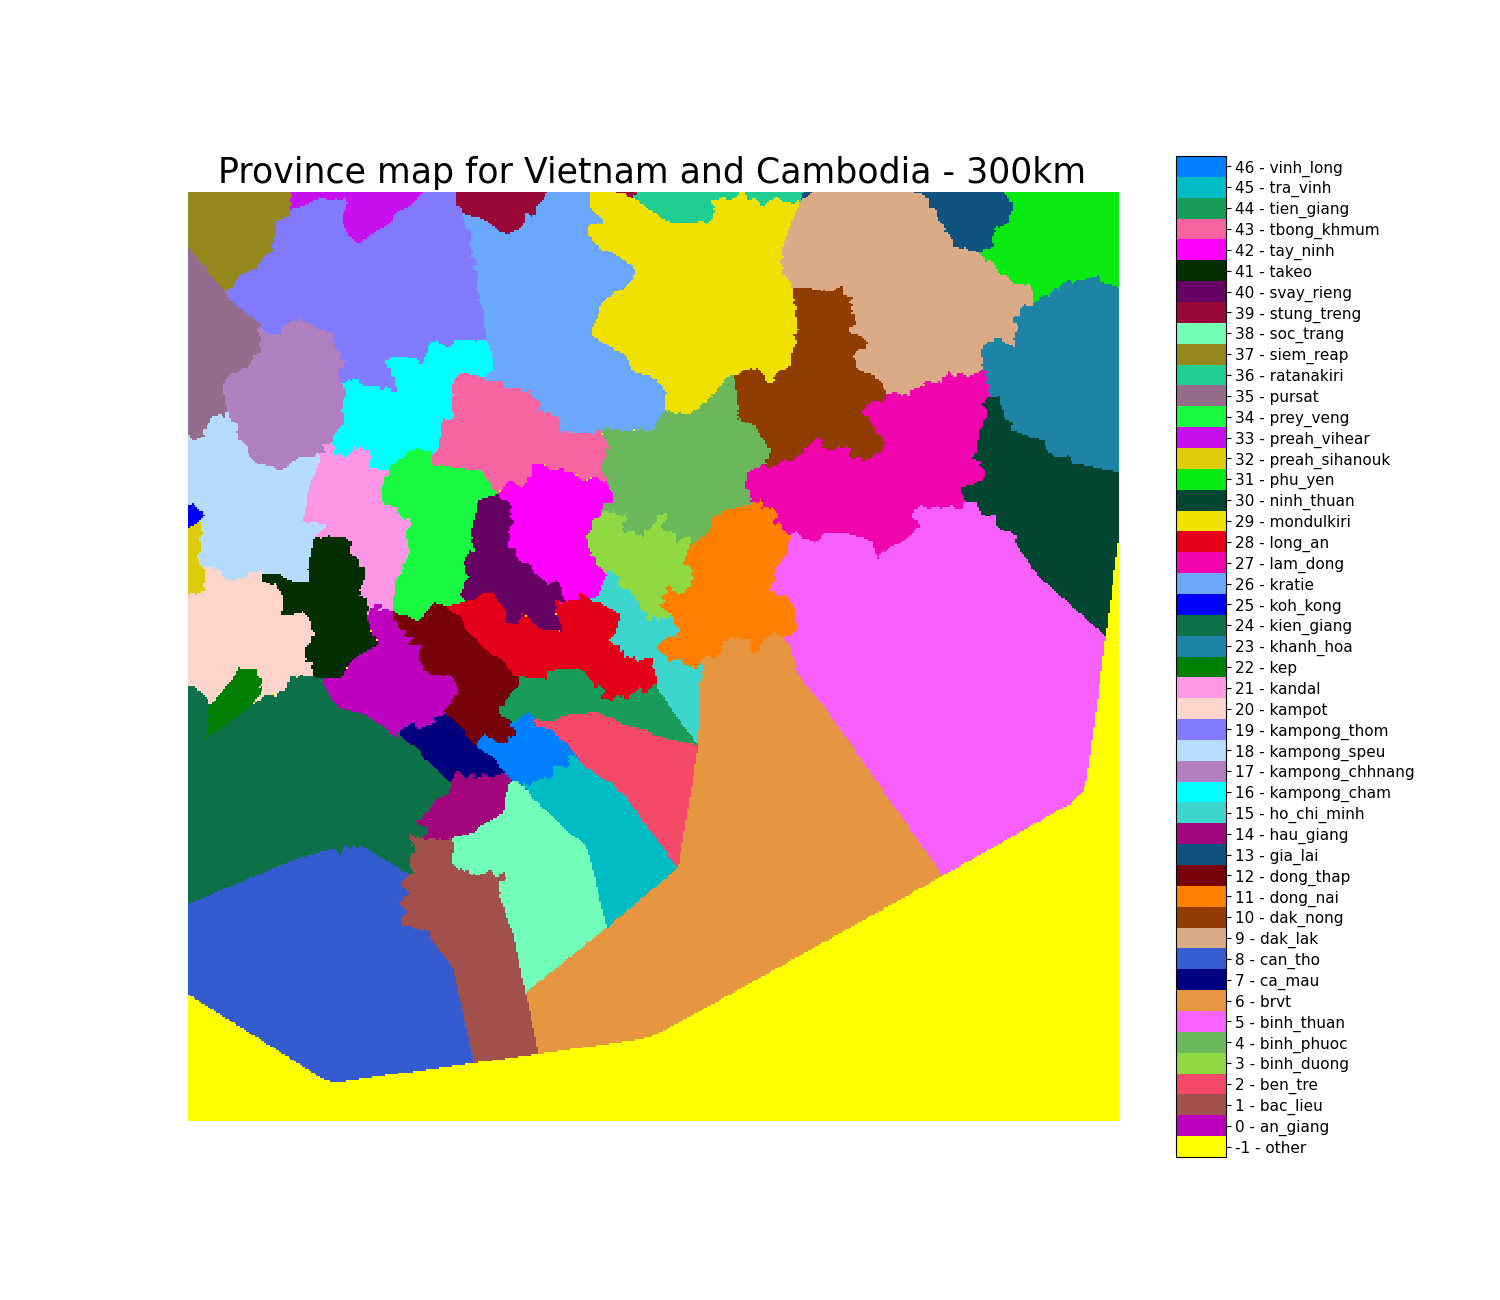 Province map for Vietnam and Cambodia - 300km
46 - vinh_long
45 - tra_vinh
44 - tien_giang
43 - tbong_khmum
42 - tay_ninh
41 - takeo
40 - svay_rieng
39 - stung_treng
38 - soc_trang
37 - siem_reap
36 - ratanakiri
35 - pursat
34 - prey_veng
33 - preah_vihear
32 - preah_sihanouk
31 - phu_yen
30 - ninh_thuan
29 - mondulkiri
28 - long_an
27 - lam_dong
26 - kratie
25 - koh_kong
24 - kien_giang
23 - khanh_hoa
22 - kep
21 - kandal
20 - kampot
19 - kampong_thom
18 - kampong_speu
17 - kampong_chhnang
16 - kampong_cham
15 - ho_chi_minh
14 - hau_giang
13 - gia_lai
12 - dong_thap
11 - dong_nai
10 - dak_nong
9 - dak_lak
8 - can_tho
7 - ca_mau
6 - brvt
5 - binh_thuan
4 - binh_phuoc
3 - binh_duong
2 - ben_tre
1 - bac_lieu
0 - an_giang
-1 - other